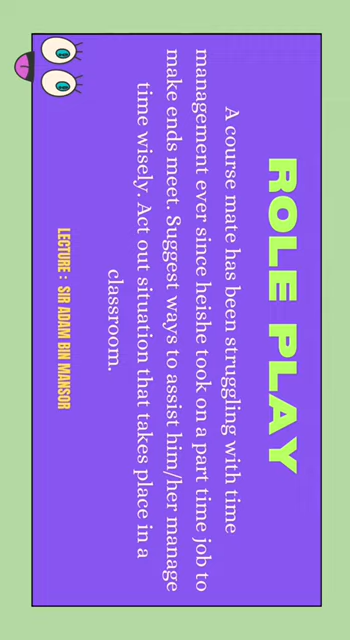 ROLE PLAY
A course mate has been struggling with time
management ever since heishe took on a part time job to
make ends meet. Suggest ways to assist him/her manage
time wisely. Act out situation that takes place in a
classroom.
LECTURE : SIR ADAM BIN MANSOR